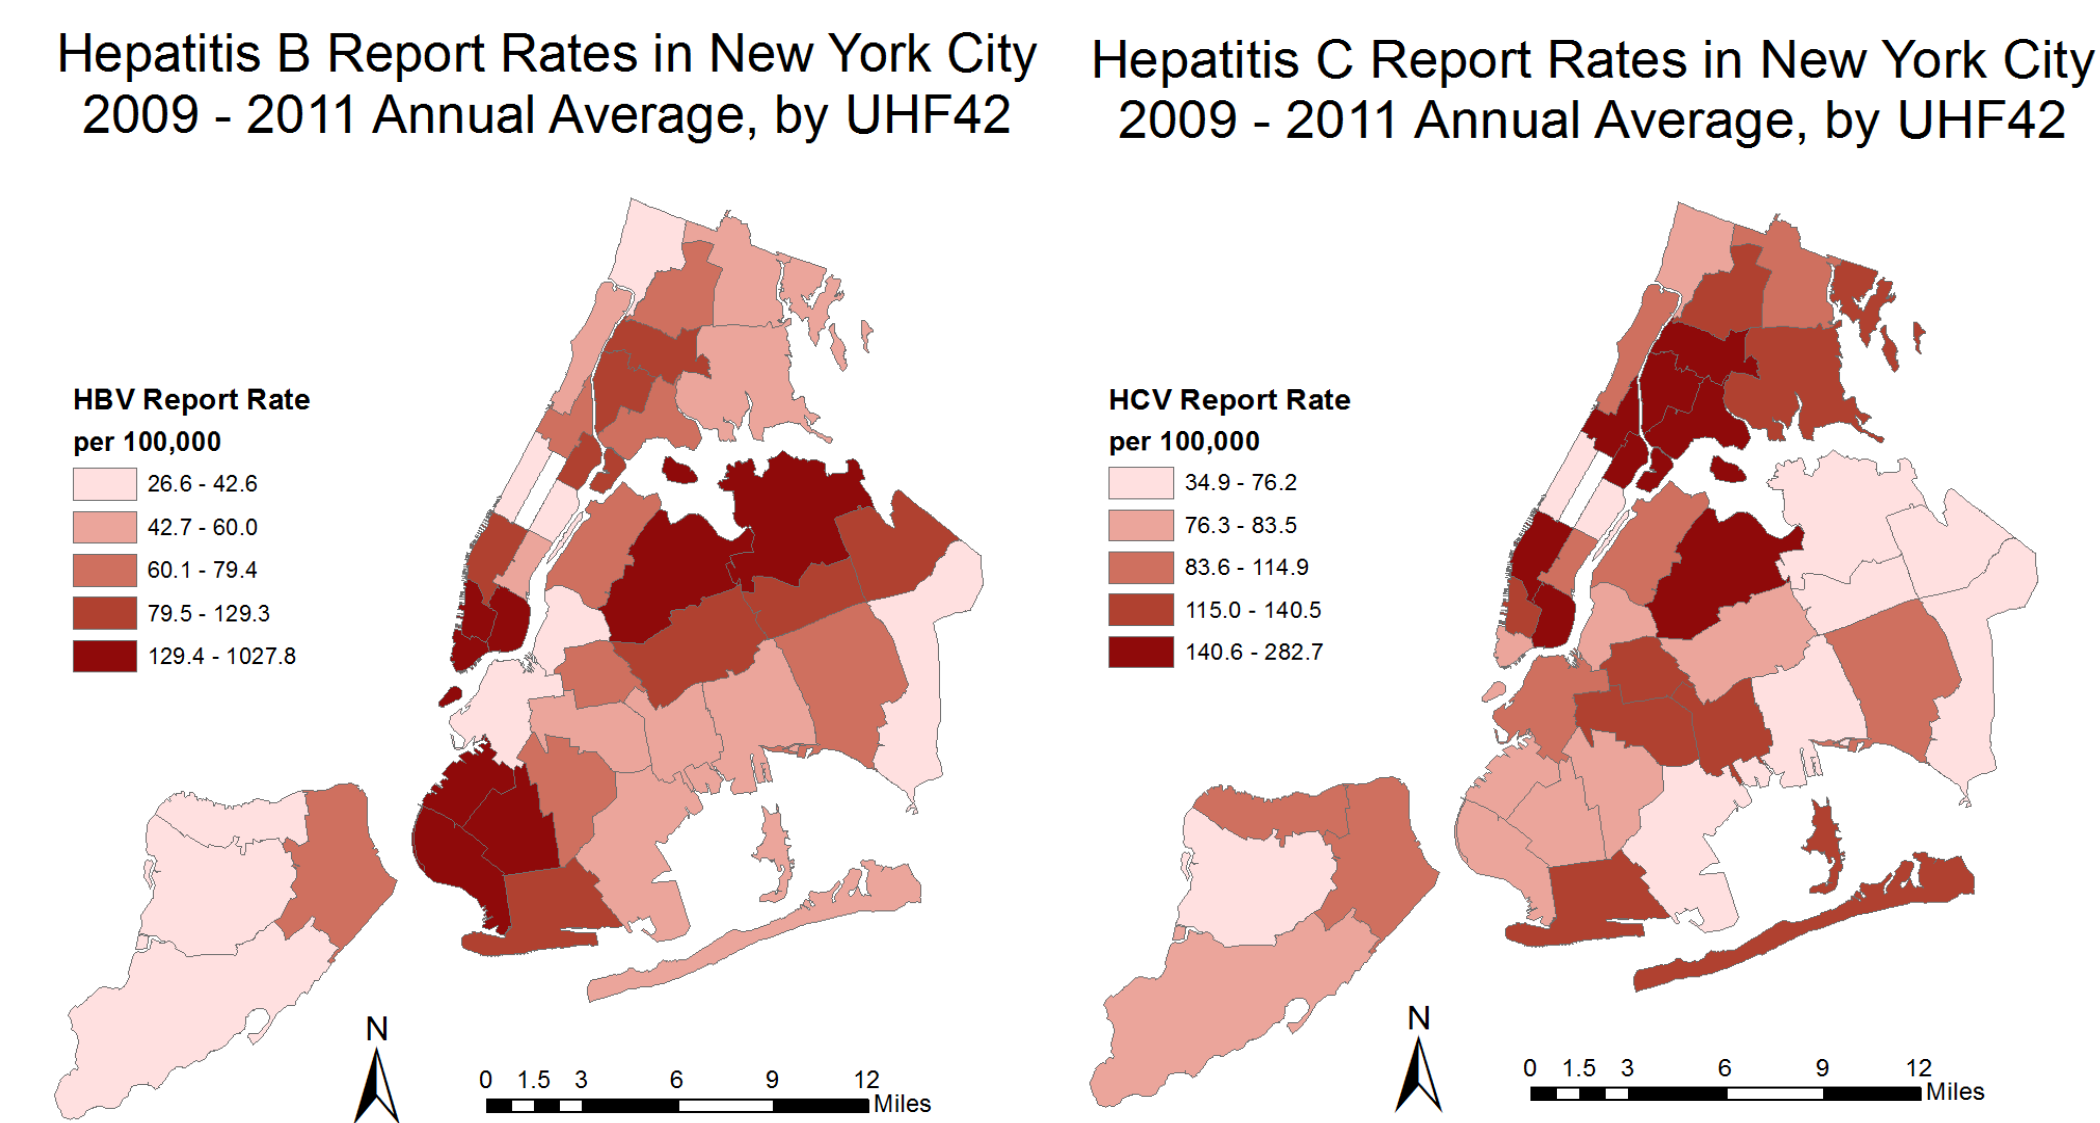 Hepatitis B Report Rates in New York City
2009 - 2011 Annual Average, by UHF42
HBV Report Rate
per 100,000
26.6 - 42.6
42.7 - 60.0
60.1 - 79.4
79.5 - 129.3
129.4 - 1027.8
N
0 1.5 3 6 9 12
Miles
Hepatitis C Report Rates in New York City
2009 - 2011 Annual Average, by UHF42
HCV Report Rate
per 100,000
34.9 - 76.2
76.3 - 83.5
83.6 - 114.9
115.0 - 140.5
140.6 - 282.7
N
0 1.5 3 6 9 12
Miles